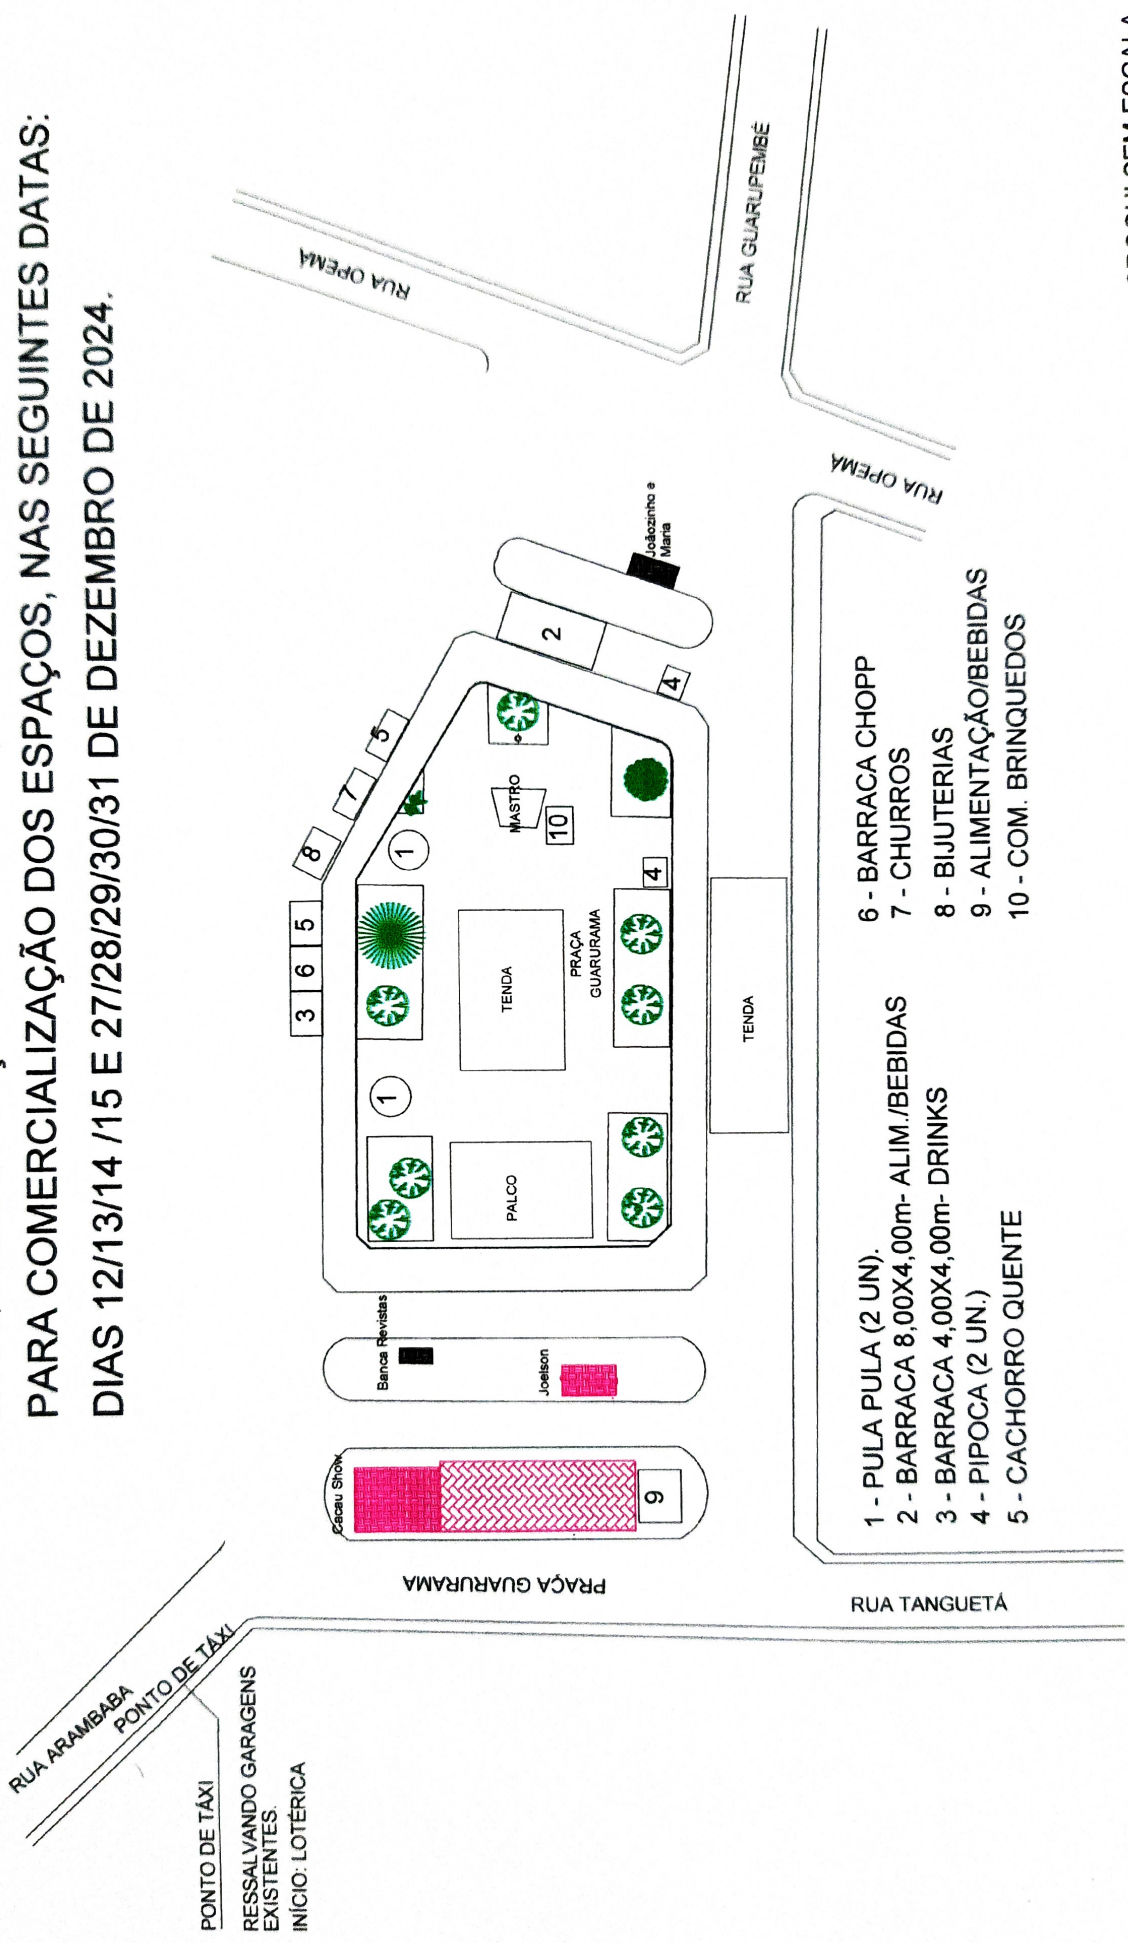 PARA COMERCIALIZAÇÃO DOS ESPAÇOS, NAS SEGUINTES DATAS:
DIAS 12/13/14 /15 E 27/28/29/30/31 DE DEZEMBRO DE 2024.
RUA ARAMBABA
PONTO DE TÁXI
PONTO DE TÁXI
RESSALVANDO GARAGENS
EXISTENTES.
INÍCIO: LOTÉRICA
PRAÇA GUARURAMA
Cacau Show
9
Banca Revistas
Joelson
3
6
5
8
7
5
1
1
PALCO
TENDA
PRAÇA
GUARURAMA
MASTRO
10
4
4
2
Joãozinho e
Maria
TENDA
RUA OPEMÁ
RUA GUARUPEMBÉ
RUA OPEMÁ
RUA TANGUETÁ
1 - PULA PULA (2 UN).
2 - BARRACA 8,00X4,00m- ALIM./BEBIDAS
3 - BARRACA 4,00X4,00m- DRINKS
4 - PIPOCA (2 UN.)
5 - CACHORRO QUENTE
6 - BARRACA CHOPP
7 - CHURROS
8 - BIJUTERIAS
9 - ALIMENTAÇÃO/BEBIDAS
10 - COM. BRINQUEDOS